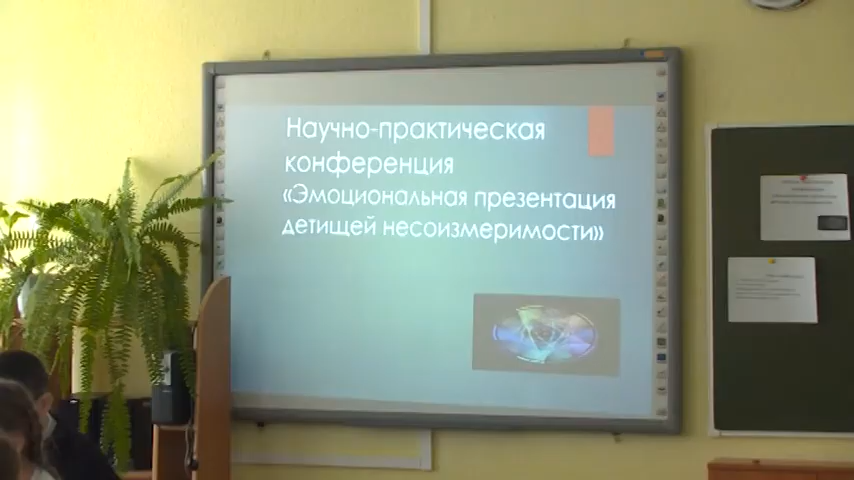 Научно-практическая
конференция
«Эмоциональная презентация
детищей несоизмеримости»